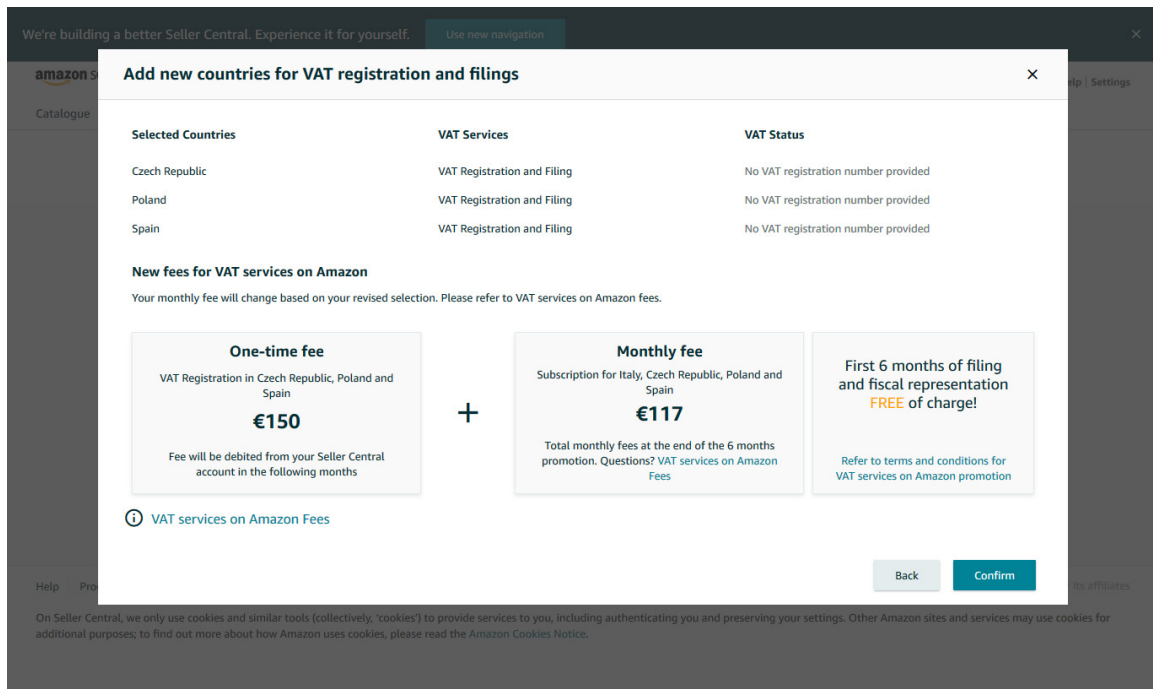 We're building a better Seller Central. Experience it for yourself. Use new navigation
amazon s
elp | Settings
Catalogue
Add new countries for VAT registration and filings
Selected Countries VAT Services VAT Status
Czech Republic VAT Registration and Filing No VAT registration number provided
Poland VAT Registration and Filing No VAT registration number provided
Spain VAT Registration and Filing No VAT registration number provided
New fees for VAT services on Amazon
Your monthly fee will change based on your revised selection. Please refer to VAT services on Amazon fees.
One-time fee
VAT Registration in Czech Republic, Poland and
Spain
€150
Fee will be debited from your Seller Central
account in the following months
+
Monthly fee
Subscription for Italy, Czech Republic, Poland and
Spain
€117
Total monthly fees at the end of the 6 months
promotion. Questions? VAT services on Amazon
Fees
First 6 months of filing
and fiscal representation
FREE of charge!
Refer to terms and conditions for
VAT services on Amazon promotion
VAT services on Amazon Fees
Back Confirm
Help Pro its affiliates
On Seller Central, we only use cookies and similar tools (collectively, 'cookies') to provide services to you, including authenticating you and preserving your settings. Other Amazon sites and services may use cookies for
additional purposes; to find out more about how Amazon uses cookies, please read the Amazon Cookies Notice.